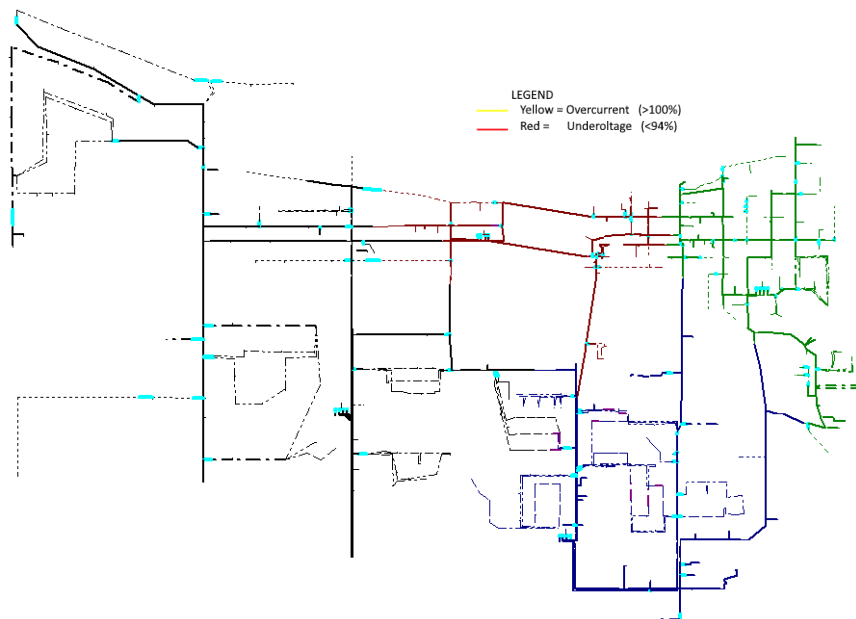 LEGEND
Yellow = Overcurrent (>100%)
Red = Underoltage (<94%)